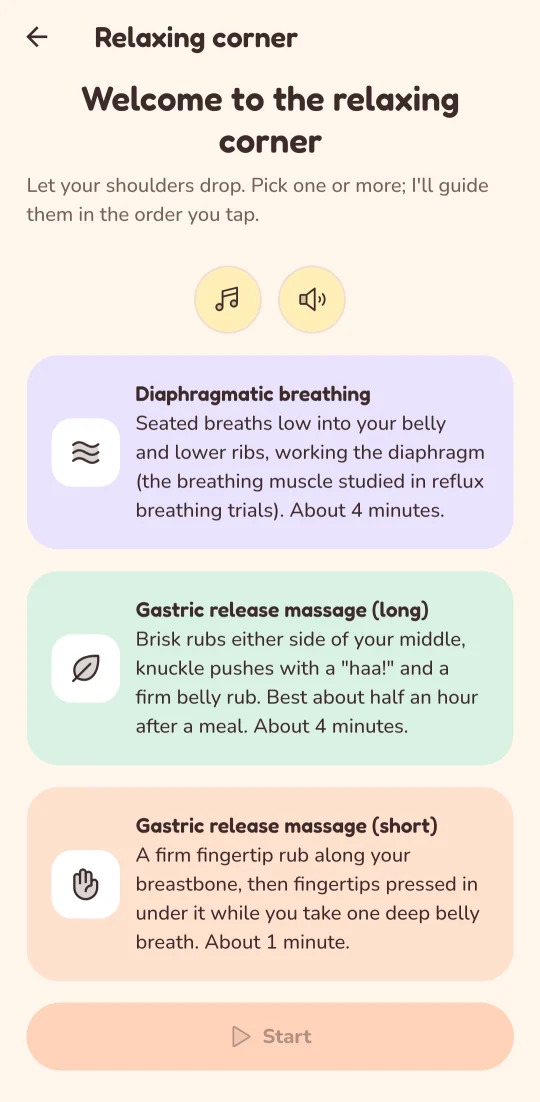 Relaxing corner
Welcome to the relaxing
corner
Let your shoulders drop. Pick one or more; I'll guide
them in the order you tap.
Diaphragmatic breathing
Seated breaths low into your belly
and lower ribs, working the diaphragm
(the breathing muscle studied in reflux
breathing trials). About 4 minutes.
Gastric release massage (long)
Brisk rubs either side of your middle,
knuckle pushes with a "haa!" and a
firm belly rub. Best about half an hour
after a meal. About 4 minutes.
Gastric release massage (short)
A firm fingertip rub along your
breastbone, then fingertips pressed in
under it while you take one deep belly
breath. About 1 minute.
Start